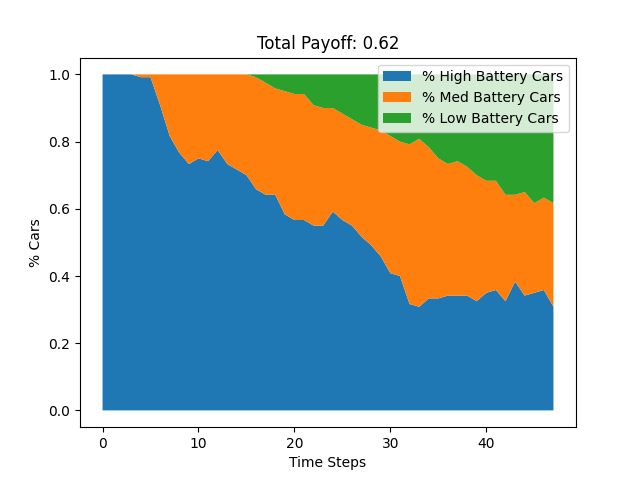 Total Payoff: 0.62
1.0
0.8
0.6
0.4
0.2
0.0
% Cars
% High Battery Cars
% Med Battery Cars
% Low Battery Cars
0 10 20 30 40
Time Steps